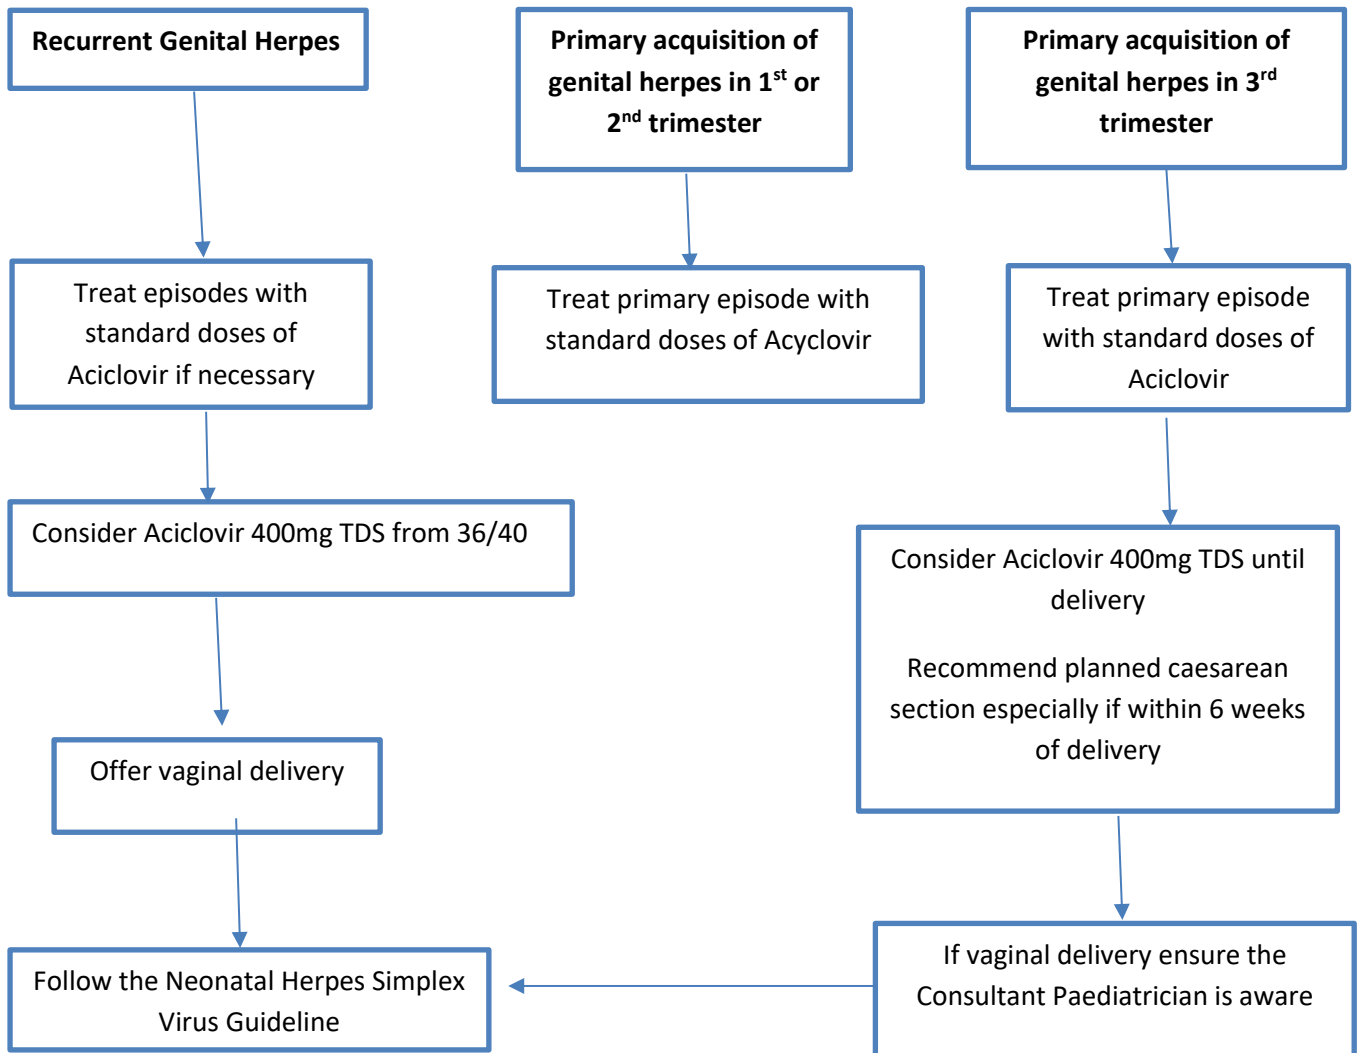 Recurrent Genital Herpes
Primary acquisition of
genital herpes in 1st or
2nd trimester
Primary acquisition of
genital herpes in 3rd
trimester
Treat episodes with
standard doses of
Aciclovir if necessary
Treat primary episode with
standard doses of Acyclovir
Treat primary episode
with standard doses of
Aciclovir
Consider Aciclovir 400mg TDS from 36/40
Consider Aciclovir 400mg TDS until
delivery
Recommend planned caesarean
section especially if within 6 weeks
of delivery
Offer vaginal delivery
Follow the Neonatal Herpes Simplex
Virus Guideline
If vaginal delivery ensure the
Consultant Paediatrician is aware